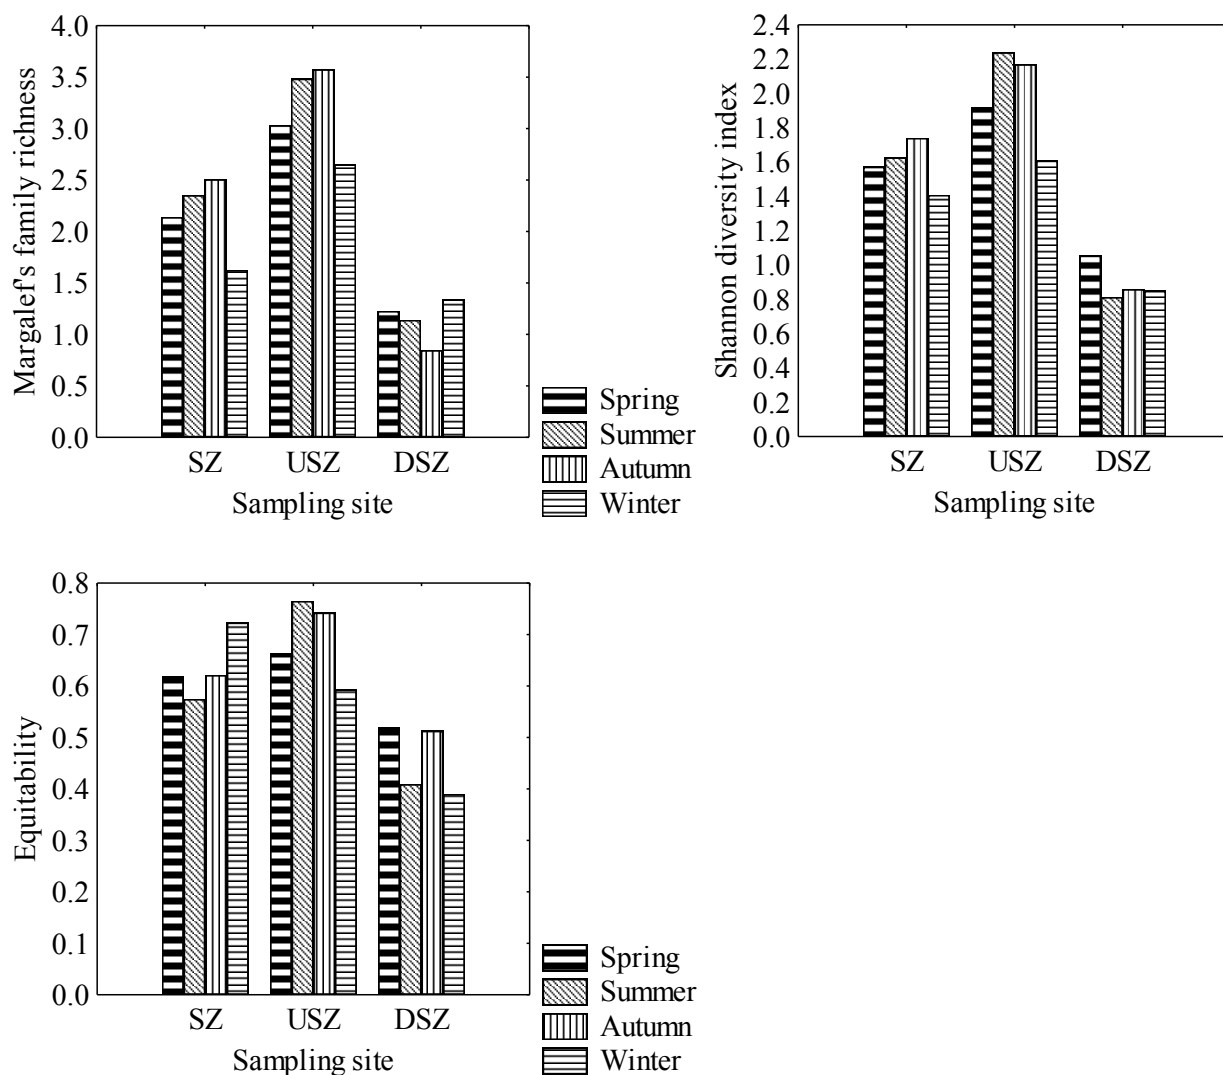 Margalef's family richness
4.0
3.5
3.0
2.5
2.0
1.5
1.0
0.5
0.0
SZ USZ DSZ
Sampling site
Spring
Summer
Autumn
Winter
Shannon diversity index
2.4
2.2
2.0
1.8
1.6
1.4
1.2
1.0
0.8
0.6
0.4
0.2
0.0
SZ USZ DSZ
Sampling site
Equitability
0.8
0.7
0.6
0.5
0.4
0.3
0.2
0.1
0.0
SZ USZ DSZ
Sampling site
Spring
Summer
Autumn
Winter